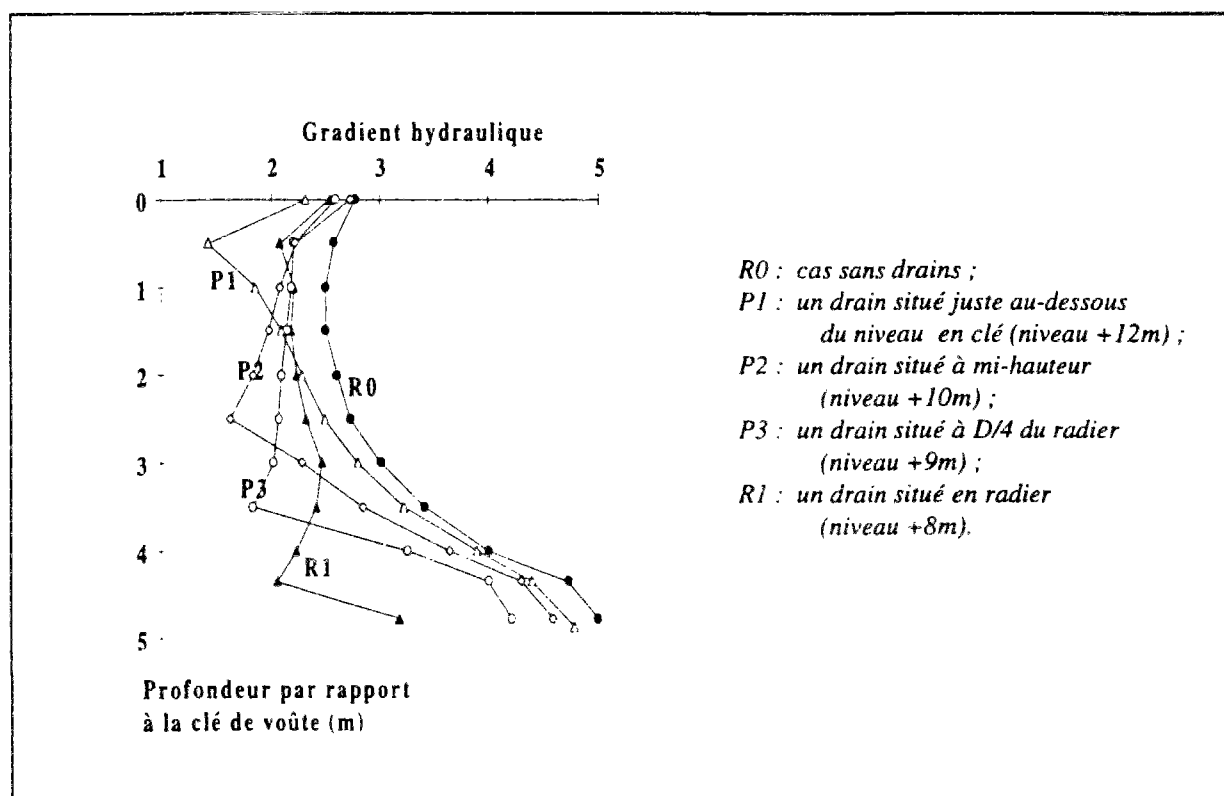 Gradient hydraulique
1 2 3 4 5
0
P1
1
P2
2
R0
3
P3
4
R1
5
Profondeur par rapport
à la clé de voûte (m)
R0 : cas sans drains ;
P1 : un drain situé juste au-dessous
du niveau en clé (niveau +12m) ;
P2 : un drain situé à mi-hauteur
(niveau +10m) ;
P3 : un drain situé à D/4 du radier
(niveau +9m) ;
R1 : un drain situé en radier
(niveau +8m).